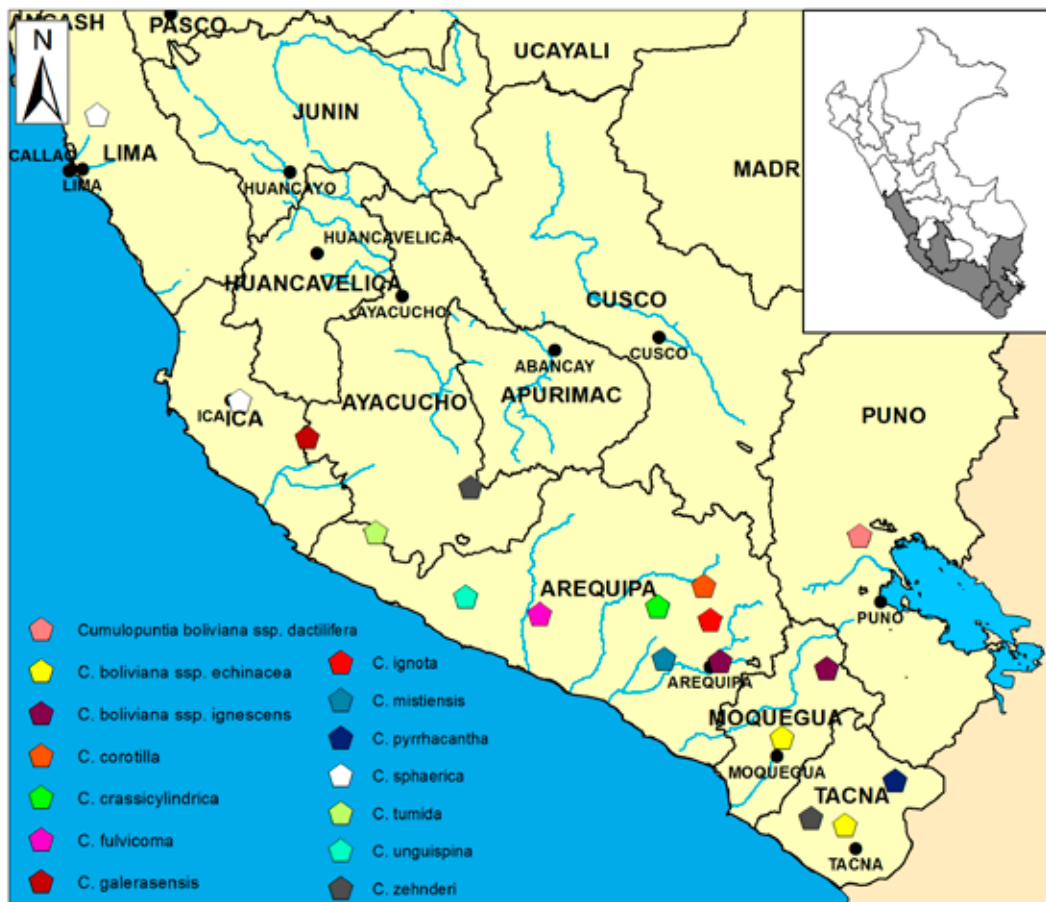 AMCASH
PASCO
N
UCAYALI
JUNIN
CALLAO
LIMA
LIMA
MADR
HUANCAYO
HUANCAVELICA
HUANCAVELICA
AYACUCHO
CUSCO
CUSCO
ABANCAY
APURIMAC
AYACUCHO
ICA
ICA
PUNO
AREQUIPA
PUNO
AREQUIPA
MOQUEGUA
MOQUEGUA
TACNA
TACNA
Cumulopuntia boliviana ssp. dactilifera
C. boliviana ssp. echinacea
C. boliviana ssp. ignescens
C. corotilla
C. crassicylindrica
C. fulvicoma
C. galerasensis
C. ignota
C. mistiensis
C. pyrrhacantha
C. sphaerica
C. tumida
C. unguispina
C. zehnderi